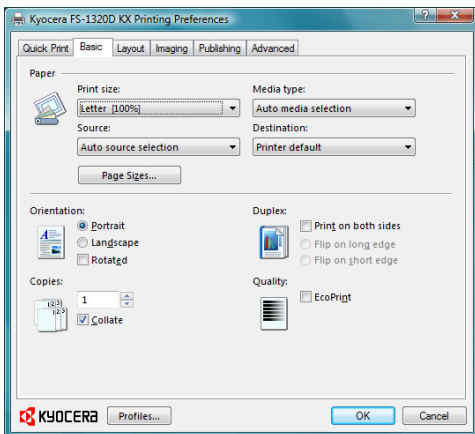 Kyocera FS-1320D KX Printing Preferences
Quick Print Basic Layout Imaging Publishing Advanced
Paper
Print size:
Letter [100%]
Media type:
Auto media selection
Source:
Auto source selection
Destination:
Printer default
Page Sizes...
Orientation:
Portrait
Landscape
Rotated
Duplex:
Print on both sides
Flip on long edge
Flip on short edge
Copies:
1
Collate
Quality:
EcoPrint
KYOCERA Profiles... OK Cancel